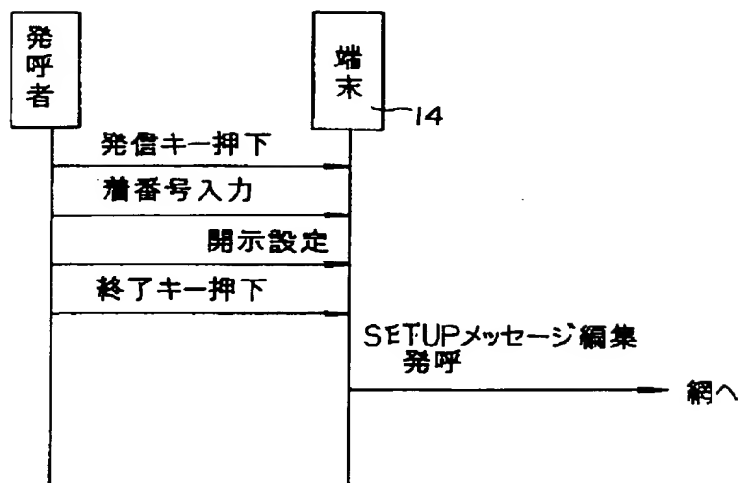 発呼者
端末
14
発信キー押下
着番号入力
開示設定
終了キー押下
SETUPメッセージ編集
発呼
網へ